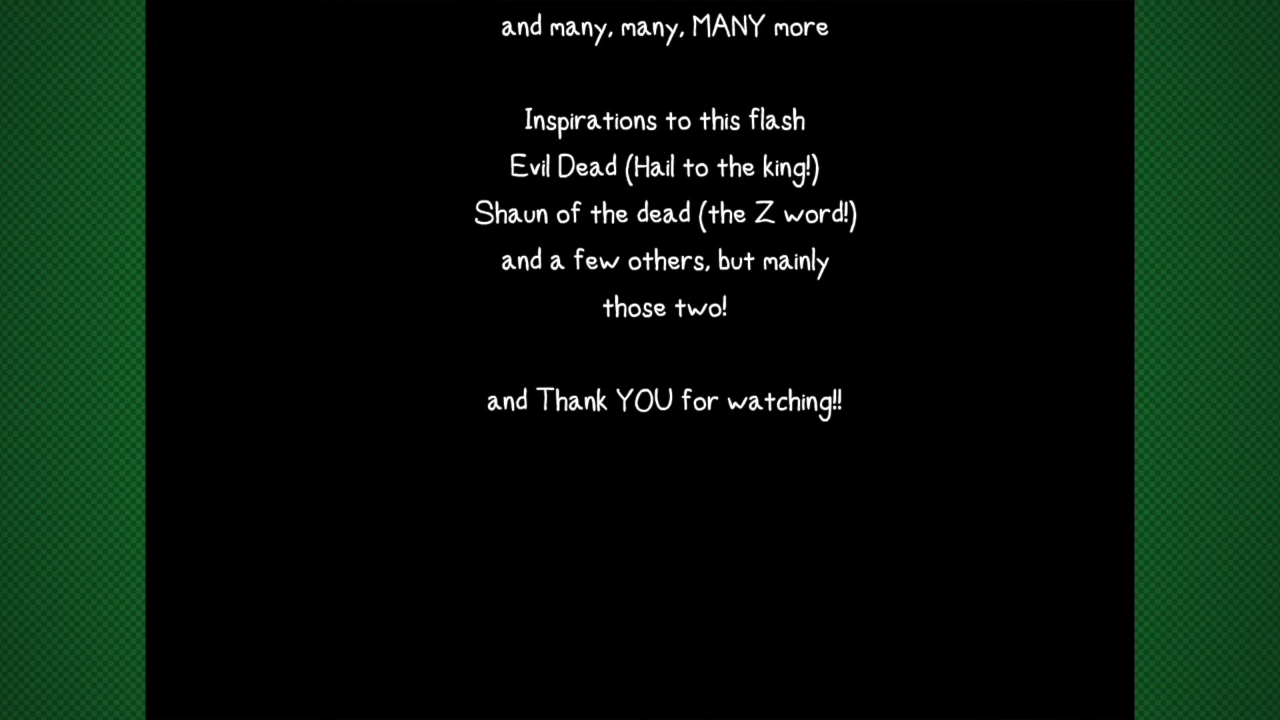 and many, many, MANY more
Inspirations to this flash
Evil Dead (Hail to the king!)
Shaun of the dead (the Z word!)
and a few others, but mainly
those two!
and Thank YOU for watching!!